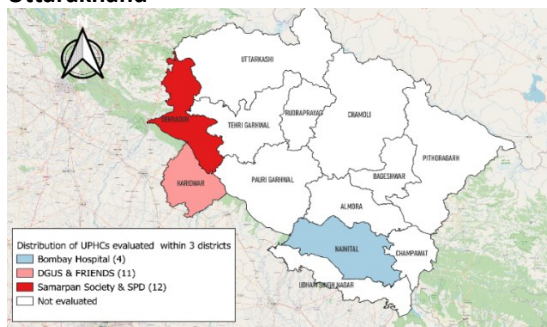 Uttarakhand
UTTARKASHI
DEHRADUN
TEHRI GARHWAL
RUDRAPRAYAG
CHAMOLI
PITHORAGARH
HARIDWAR
PAURI GARHWAL
BAGESHWAR
ALMORA
NAINITAL
CHAMPAWAT
UDHAM SINGH NAGAR
Distribution of UPHCs evaluated within 3 districts
Bombay Hospital (4)
DGUS & FRIENDS (11)
Samarpan Society & SPD (12)
Not evaluated